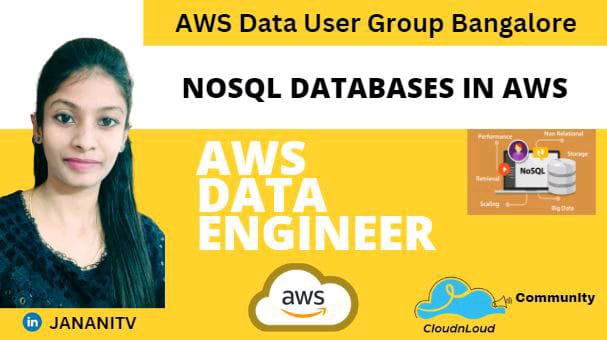 AWS Data User Group Bangalore
NOSQL DATABASES IN AWS
AWS
DATA
ENGINEER
Performance
Non Relational
NoSQL
Storage
Retrieval
Scaling
Big Data
aws
Community
CloudnLoud
in JANANITV